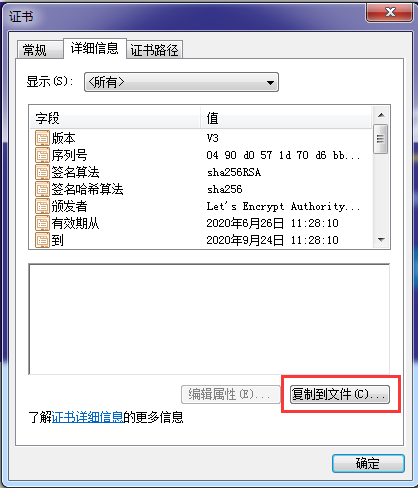 证书
常规 详细信息 证书路径
显示(S): <所有>
字段 值
版本 V3
序列号 04 90 d0 57 1d 70 d6 bb...
签名算法 sha256RSA
签名哈希算法 sha256
颁发者 Let's Encrypt Authority...
有效期从 2020年6月26日 11:28:10
到 2020年9月24日 11:28:10
编辑属性(E)... 复制到文件(C)...
了解证书详细信息的更多信息
确定